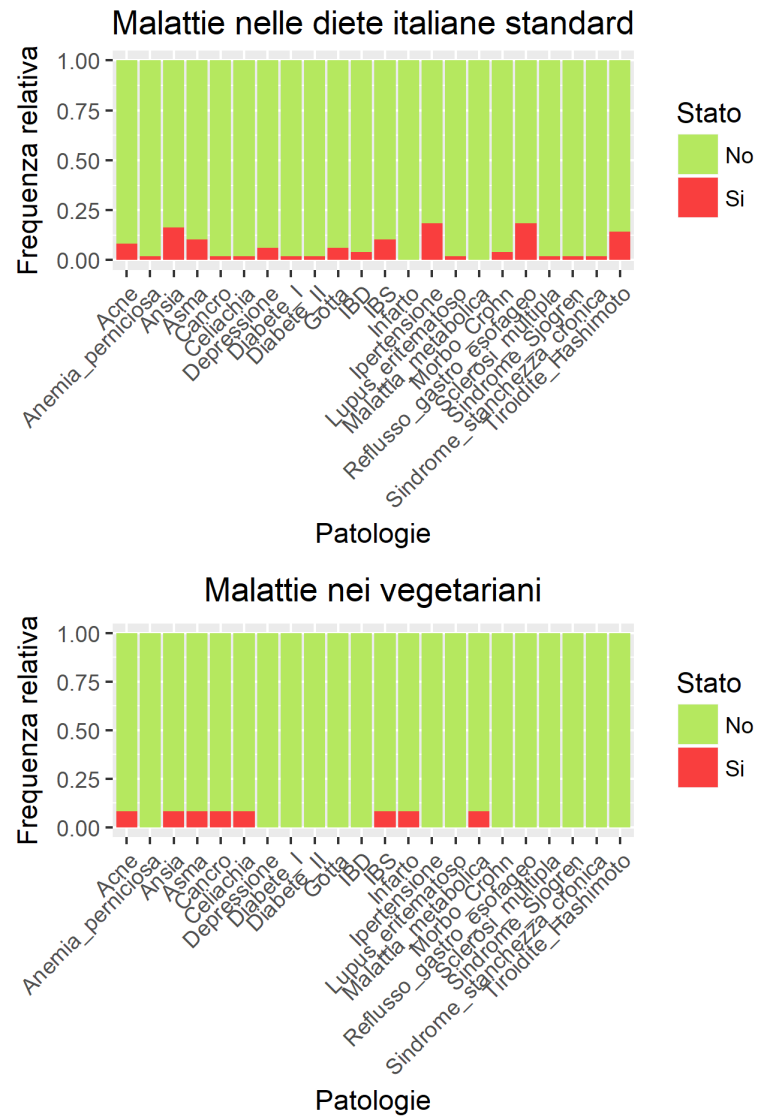 Malattie nelle diete italiane standard
Frequenza relativa
1.00
0.75
0.50
0.25
0.00
Acne
Anemia_perniciosa
Ansia
Asma
Cancro
Celiachia
Depressione
Diabete_I
Diabete_II
Gotta
IBD
IBS
Infarto
Ipertensione
Lupus_eritematoso
Malattia_metabolica
Morbo_Crohn
Reflusso_gastro_esofageo
Sclerosi_multipla
Sindrome_Sjogren
Sindrome_stanchezza_cronica
Tiroidite_Hashimoto
Patologie
Stato
No
Si
Malattie nei vegetariani
Frequenza relativa
1.00
0.75
0.50
0.25
0.00
Acne
Anemia_perniciosa
Ansia
Asma
Cancro
Celiachia
Depressione
Diabete_I
Diabete_II
Gotta
IBD
IBS
Infarto
Ipertensione
Lupus_eritematoso
Malattia_metabolica
Morbo_Crohn
Reflusso_gastro_esofageo
Sclerosi_multipla
Sindrome_Sjogren
Sindrome_stanchezza_cronica
Tiroidite_Hashimoto
Patologie
Stato
No
Si